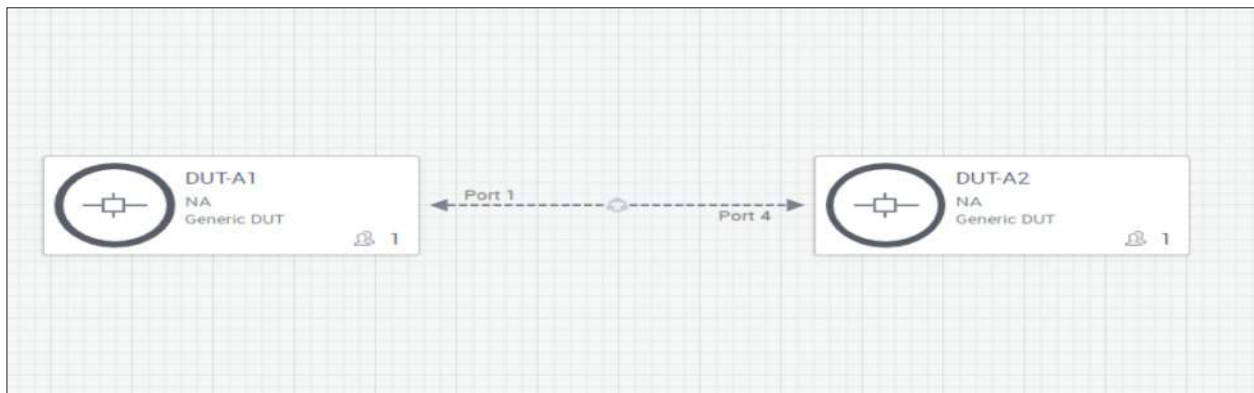 DUT-A1
NA
Generic DUT
1
Port 1
Port 4
DUT-A2
NA
Generic DUT
1